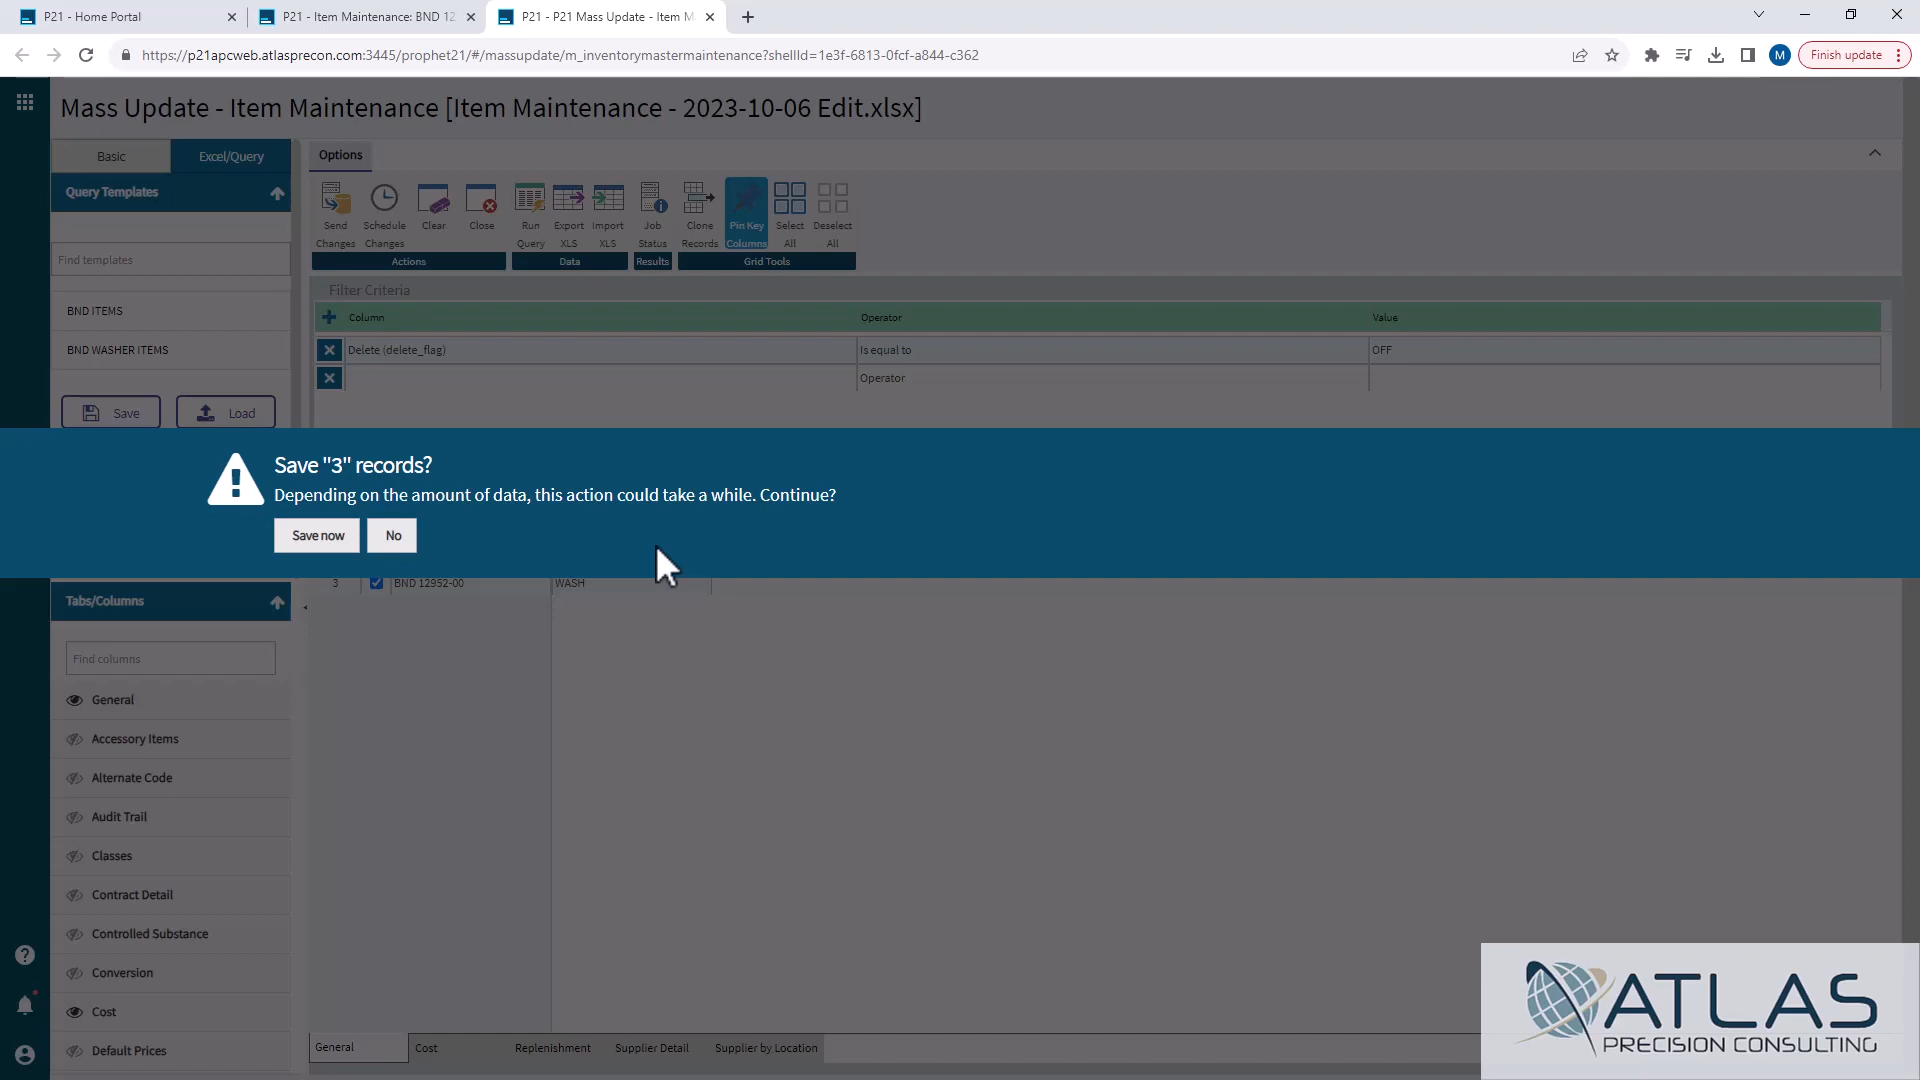 P21 - Home Portal
P21 - Item Maintenance: BND 12
P21 - P21 Mass Update - Item M
https://p21apcweb.atlasprecon.com:3445/prophet21/#/massupdate/m_inventorymastermaintenance?shellId=1e3f-6813-0fcf-a844-c362
M
Finish update
Mass Update - Item Maintenance [Item Maintenance - 2023-10-06 Edit.xlsx]
Basic
Excel/Query
Options
Query Templates
Send Changes
Schedule Changes
Clear
Close
Run Query
Export XLS
Import XLS
Job Status
Clone Records
Pin Key Columns
Select All
Deselect All
Actions
Data
Results
Grid Tools
Find templates
BND ITEMS
BND WASHER ITEMS
Save
Load
Filter Criteria
Column
Operator
Value
Delete (delete_flag)
Is equal to
OFF
Operator
Save "3" records?
Depending on the amount of data, this action could take a while. Continue?
Save now
No
3
BND 12952-00
WASH
Tabs/Columns
Find columns
General
Accessory Items
Alternate Code
Audit Trail
Classes
Contract Detail
Controlled Substance
Conversion
Cost
Default Prices
General
Cost
Replenishment
Supplier Detail
Supplier by Location
ATLAS
PRECISION CONSULTING